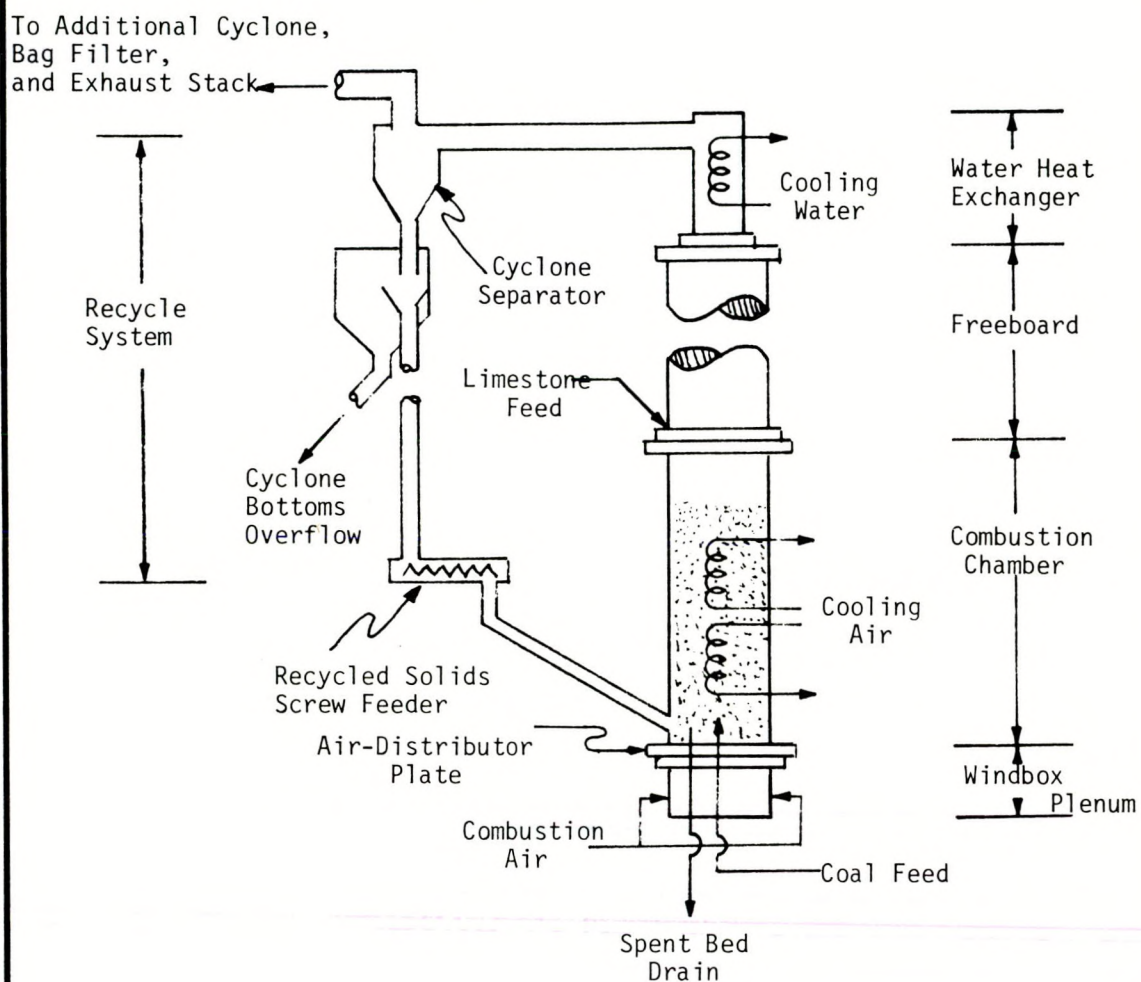 To Additional Cyclone,
Bag Filter,
and Exhaust Stack
Cooling
Water
Water Heat
Exchanger
Cyclone
Separator
Recycle
System
Freeboard
Limestone
Feed
Cyclone
Bottoms
Overflow
Combustion
Chamber
Cooling
Air
Recycled Solids
Screw Feeder
Air-Distributor
Plate
Windbox
Plenum
Combustion
Air
Coal Feed
Spent Bed
Drain